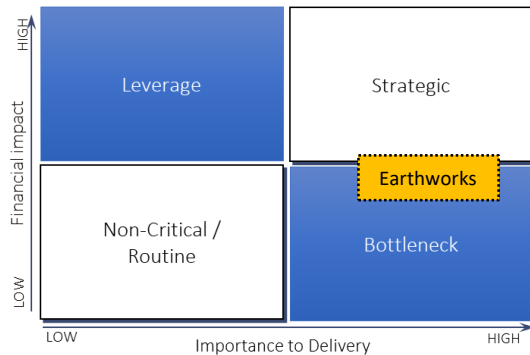 HIGH
Financial impact
LOW
Leverage
Strategic
Earthworks
Non-Critical /
Routine
Bottleneck
LOW
Importance to Delivery
HIGH